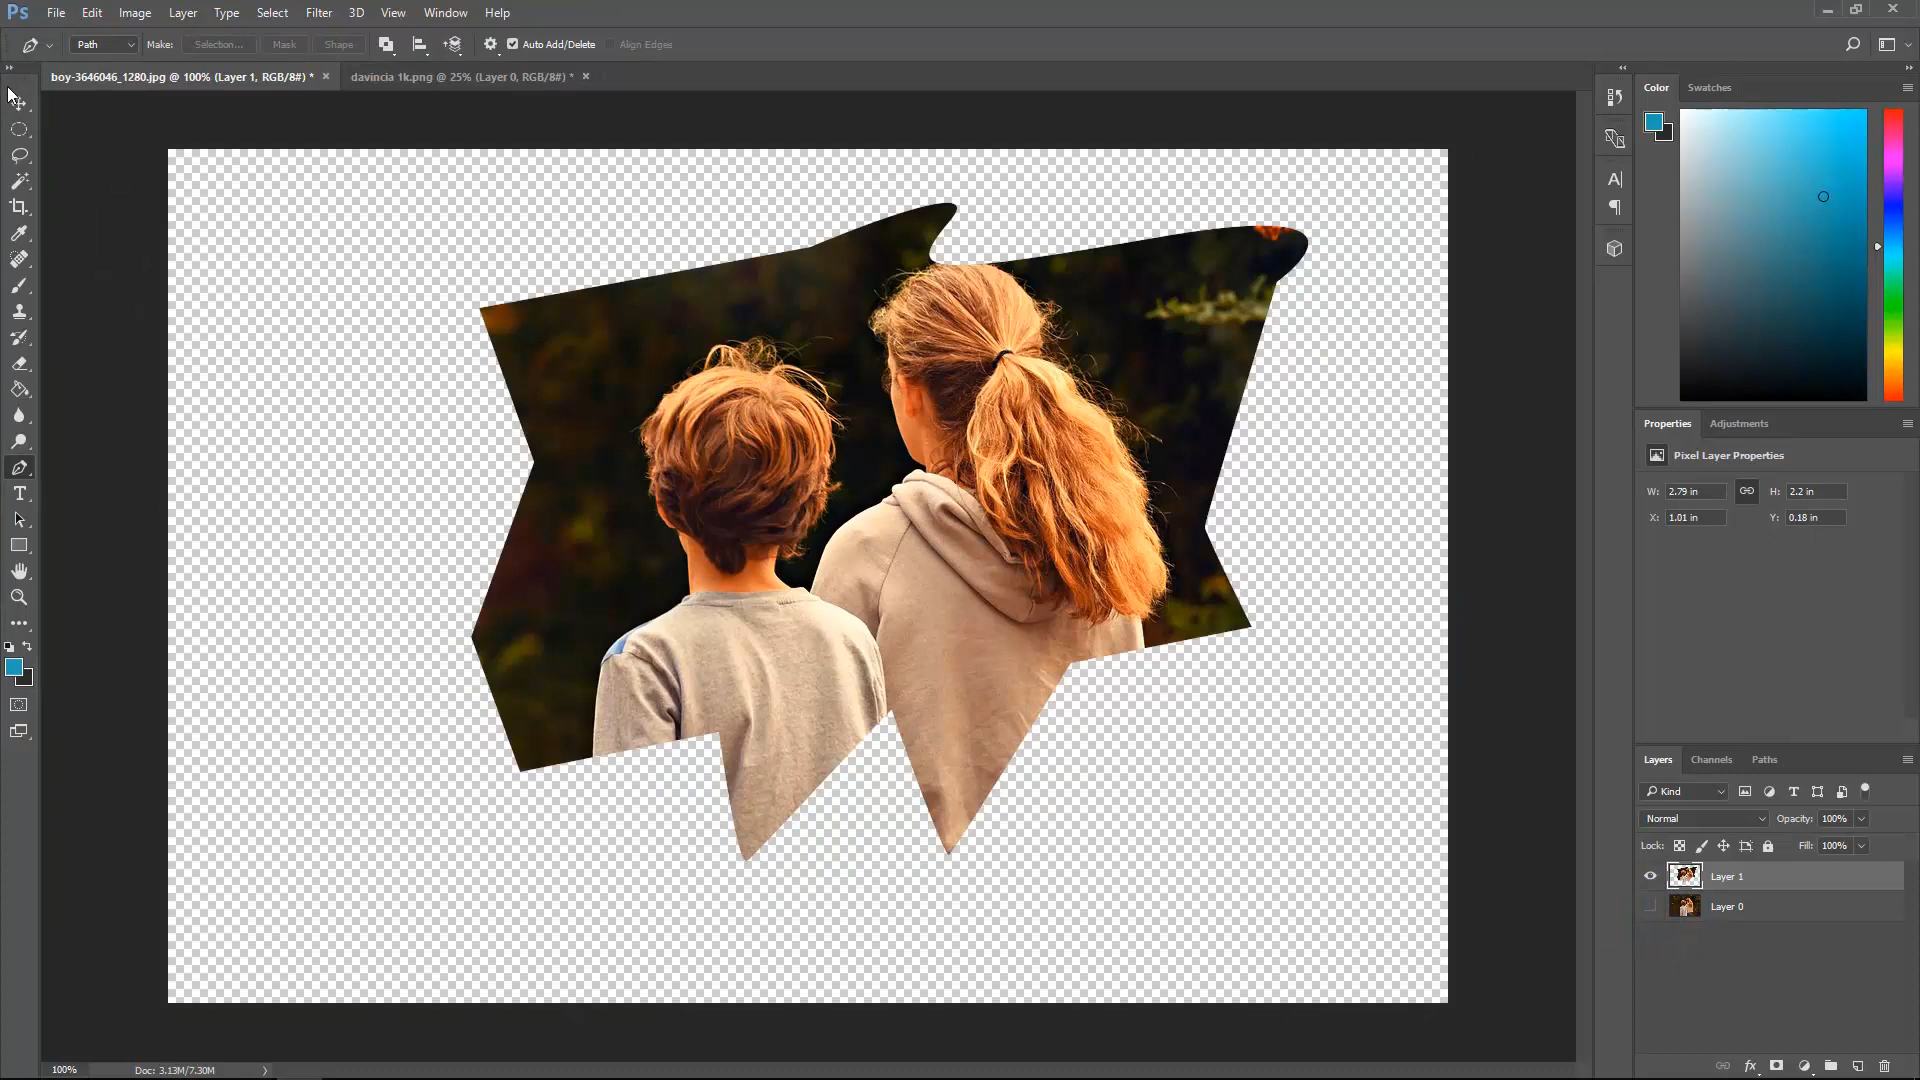 Ps File Edit Image Layer Type Select Filter 3D View Window Help
Path Make: Selection... Mask Shape Auto Add/Delete Align Edges
boy-3646046_1280.jpg @ 100% (Layer 1, RGB/8#) * × davincia 1k.png @ 25% (Layer 0, RGB/8#) * ×
Color Swatches
Properties Adjustments
Pixel Layer Properties
W: 2.79 in H: 2.2 in
X: 1.01 in Y: 0.18 in
Layers Channels Paths
Kind
Normal Opacity: 100%
Lock: Fill: 100%
Layer 1
Layer 0
fx
100% Doc: 3.13M/7.30M